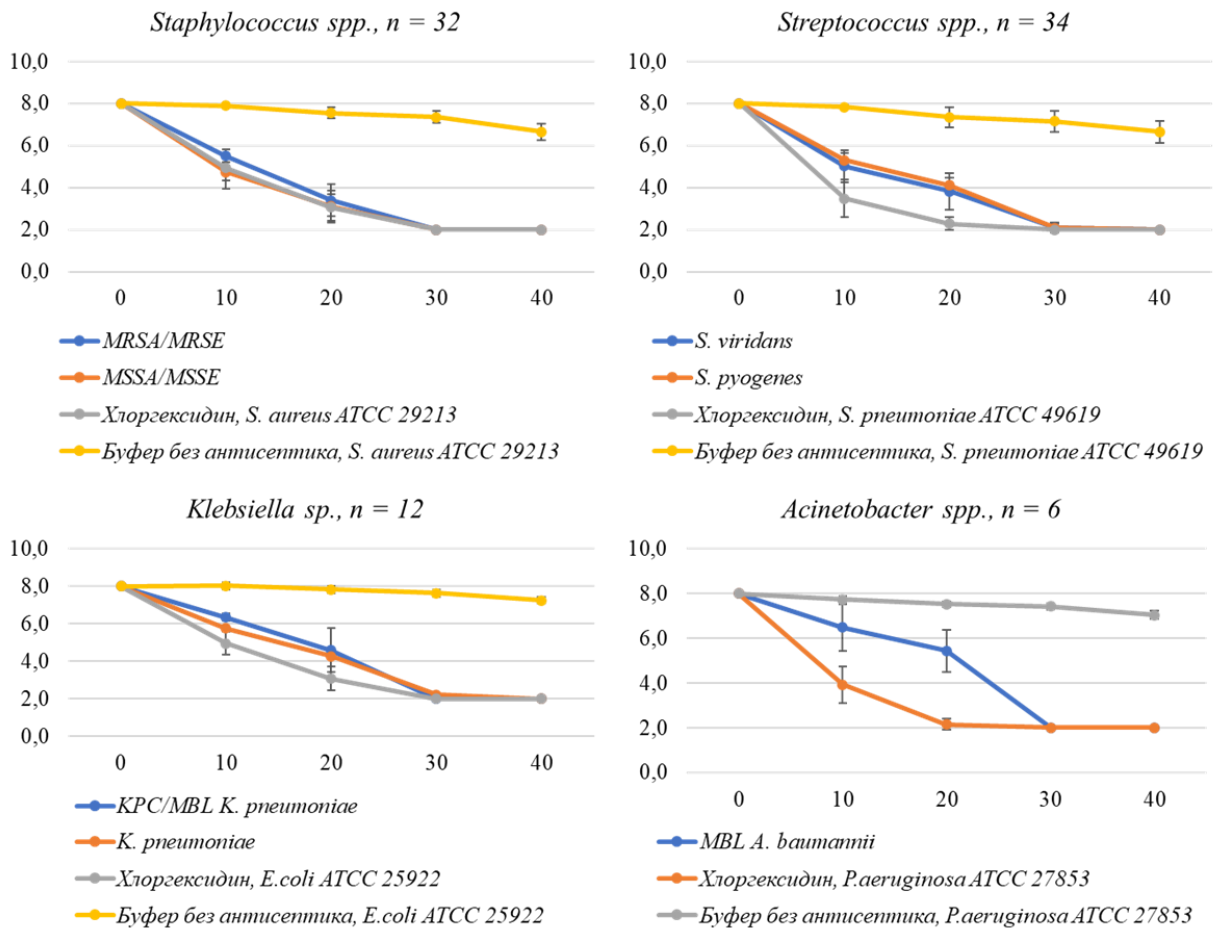 Staphylococcus spp., n = 32
10,0
8,0
6,0
4,0
2,0
0,0
0 10 20 30 40
MRSA/MRSE
MSSA/MSSE
Хлоргексидин, S. aureus ATCC 29213
Буфер без антисептика, S. aureus ATCC 29213
Streptococcus spp., n = 34
10,0
8,0
6,0
4,0
2,0
0,0
0 10 20 30 40
S. viridans
S. pyogenes
Хлоргексидин, S. pneumoniae ATCC 49619
Буфер без антисептика, S. pneumoniae ATCC 49619
Klebsiella sp., n = 12
10,0
8,0
6,0
4,0
2,0
0,0
0 10 20 30 40
KPC/MBL K. pneumoniae
K. pneumoniae
Хлоргексидин, E.coli ATCC 25922
Буфер без антисептика, E.coli ATCC 25922
Acinetobacter spp., n = 6
10,0
8,0
6,0
4,0
2,0
0,0
0 10 20 30 40
MBL A. baumannii
Хлоргексидин, P.aeruginosa ATCC 27853
Буфер без антисептика, P.aeruginosa ATCC 27853